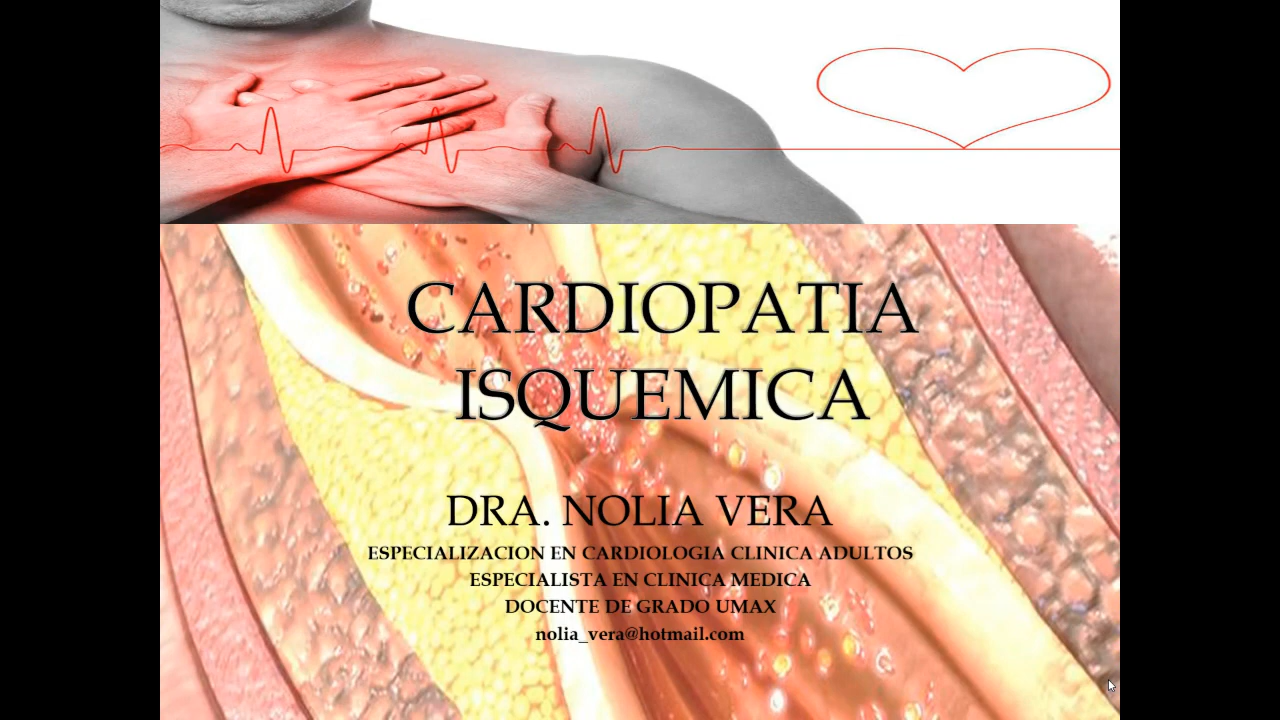 CARDIOPATIA
ISQUEMICA
DRA. NOLIA VERA
ESPECIALIZACION EN CARDIOLOGIA CLINICA ADULTOS
ESPECIALISTA EN CLINICA MEDICA
DOCENTE DE GRADO UMAX
nolia_vera@hotmail.com